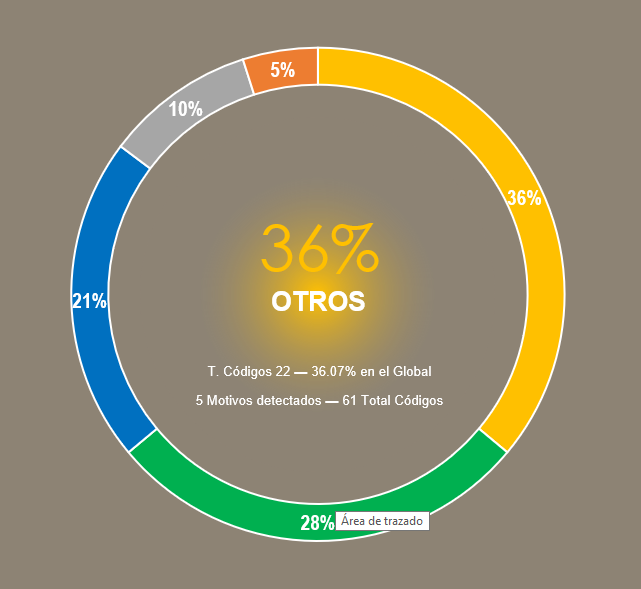 5%
10%
36%
36%
OTROS
21%
T. Códigos 22 — 36.07% en el Global
5 Motivos detectados — 61 Total Códigos
28%
Área de trazado